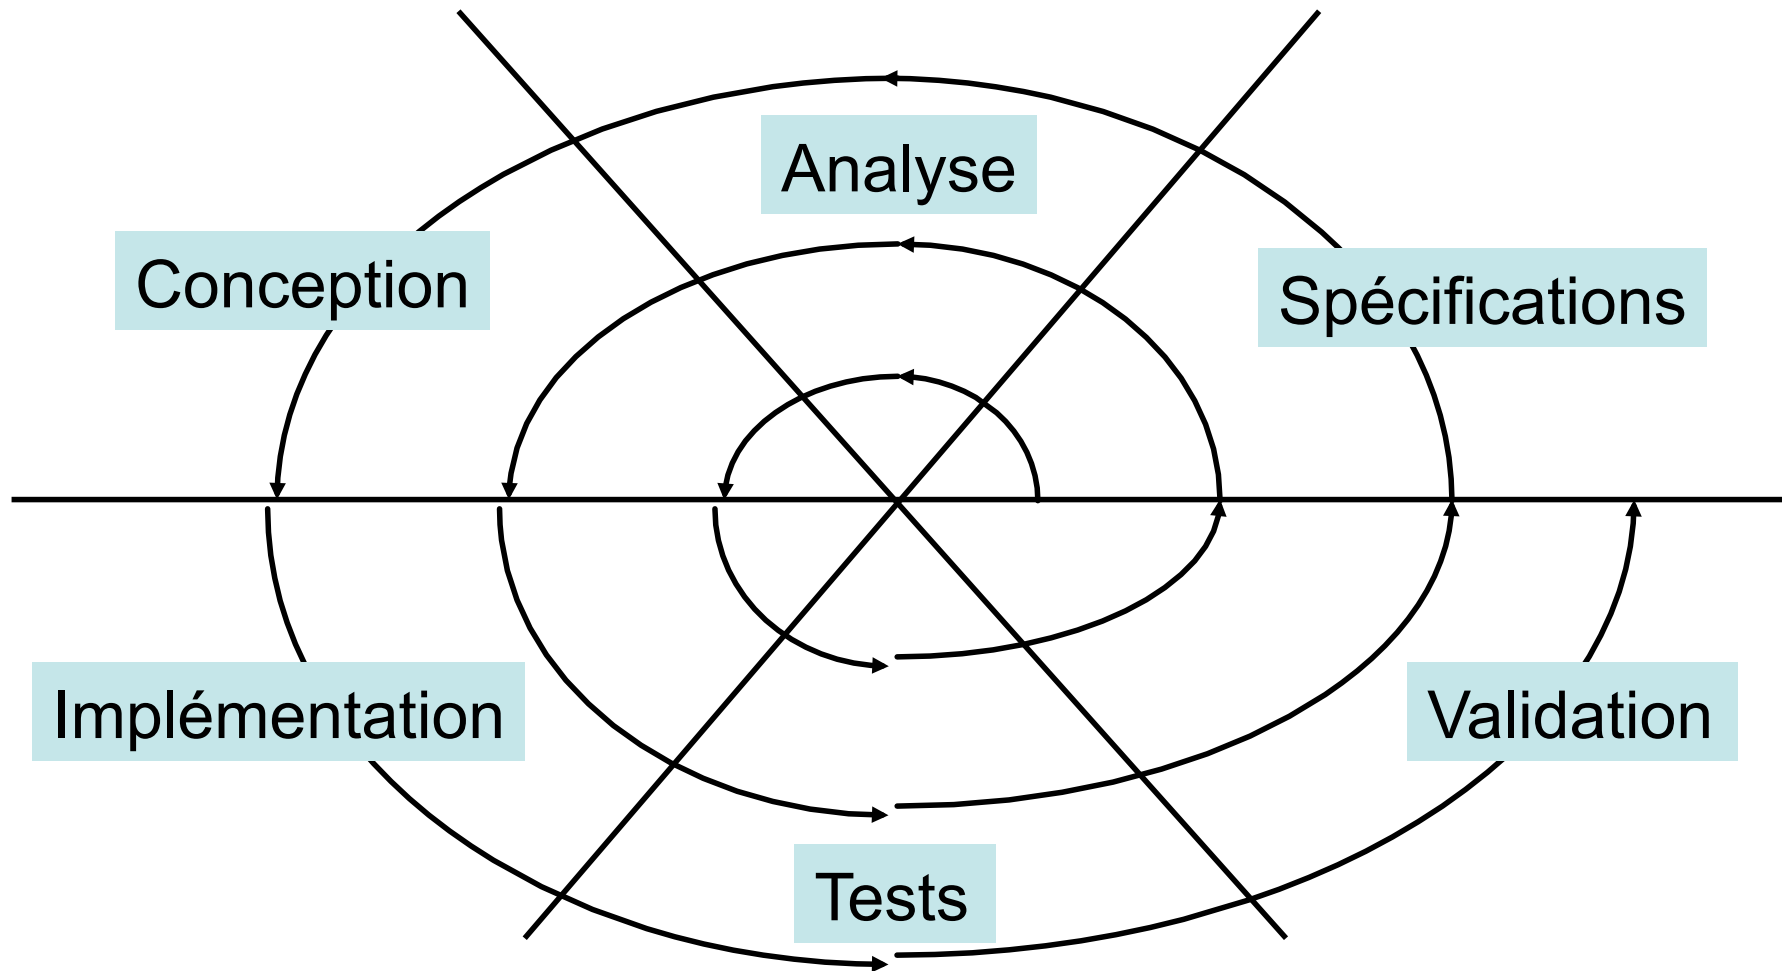 Analyse
Conception
Spécifications
Implémentation
Validation
Tests